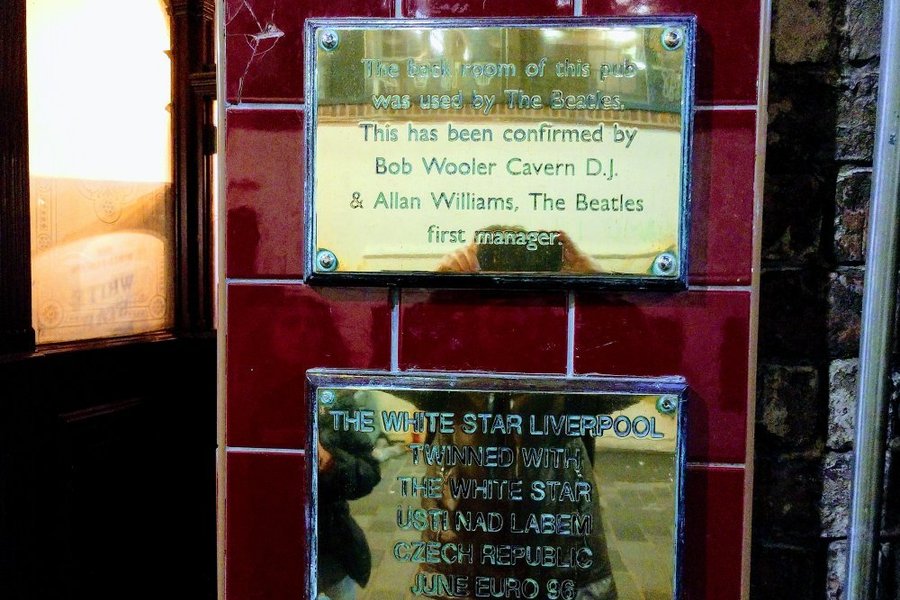 The back room of this pub
was used by The Beatles.
This has been confirmed by
Bob Wooler Cavern D.J.
& Allan Williams, The Beatles
first manager.
THE WHITE STAR LIVERPOOL
TWINNED WITH
THE WHITE STAR
USTI NAD LABEM
CZECH REPUBLIC
JUNE EURO 96
WHITE
STAR